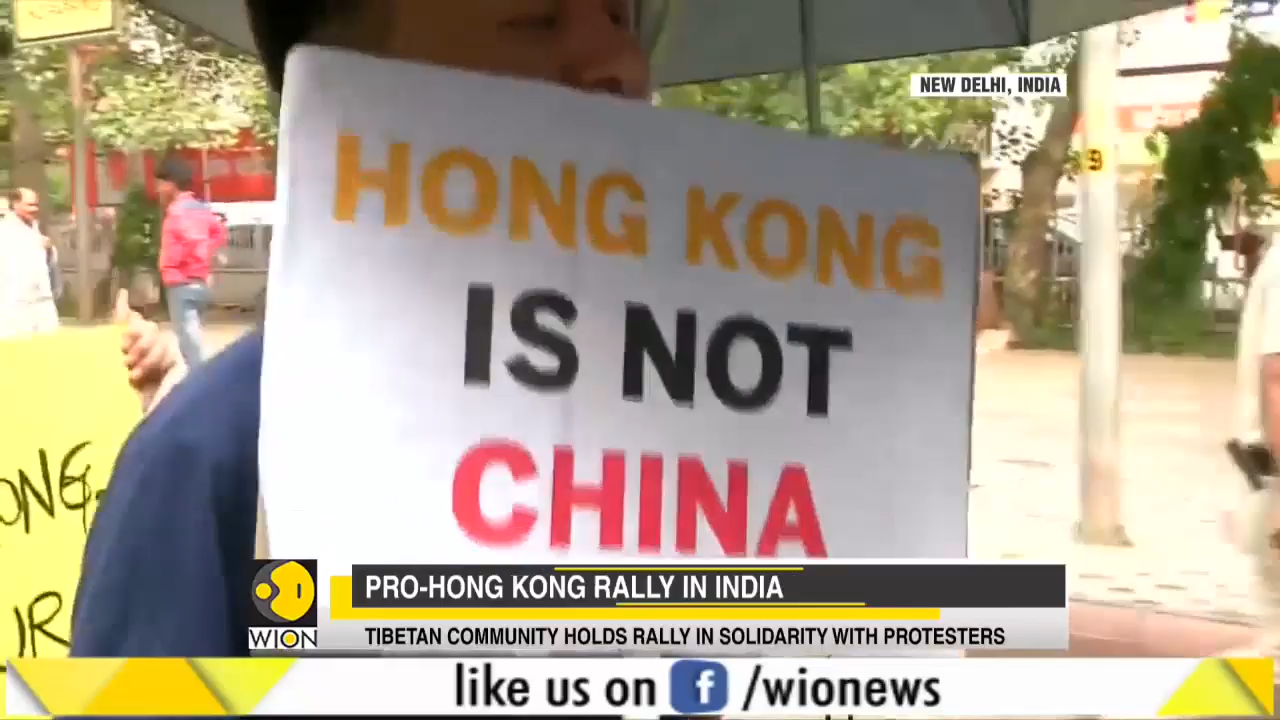 NEW DELHI, INDIA
9
HONG KONG
IS NOT
CHINA
WION
PRO-HONG KONG RALLY IN INDIA
TIBETAN COMMUNITY HOLDS RALLY IN SOLIDARITY WITH PROTESTERS
like us on f /wionews